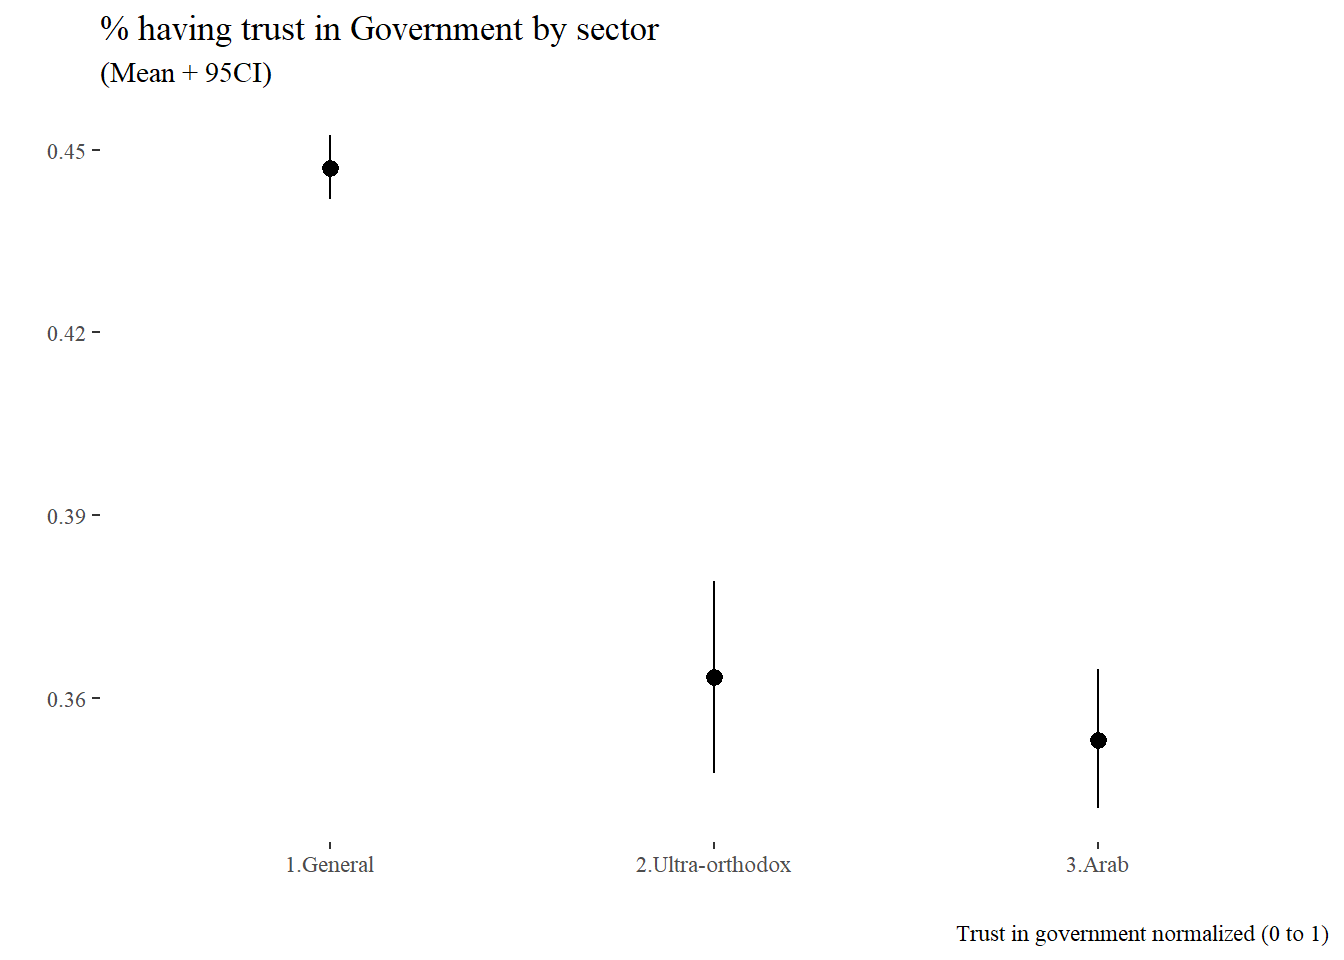 % having trust in Government by sector
(Mean + 95CI)
0.45
0.42
0.39
0.36
1.General
2.Ultra-orthodox
3.Arab
Trust in government normalized (0 to 1)